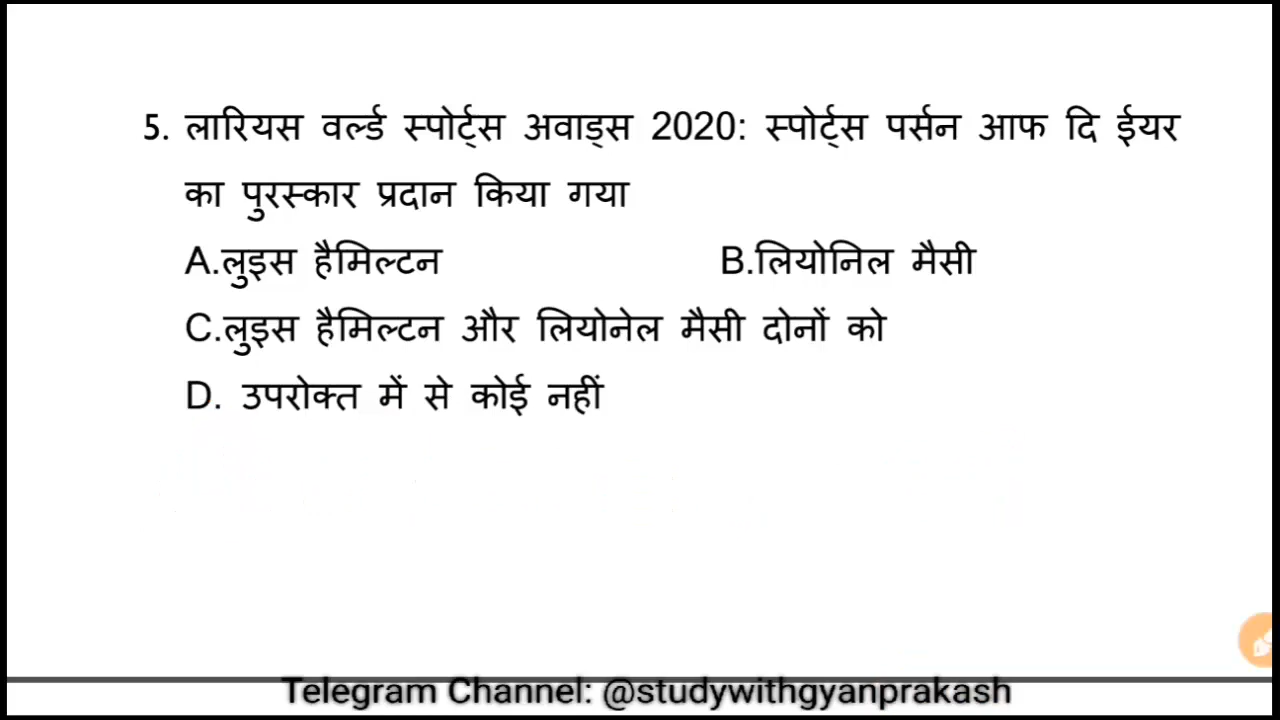 5. लारियस वर्ल्ड स्पोर्ट्स अवाड्स 2020: स्पोर्ट्स पर्सन आफ दि ईयर
का पुरस्कार प्रदान किया गया
A.लुइस हैमिल्टन B.लियोनिल मैसी
C.लुइस हैमिल्टन और लियोनेल मैसी दोनों को
D. उपरोक्त में से कोई नहीं
Telegram Channel: @studywithgyanprakash